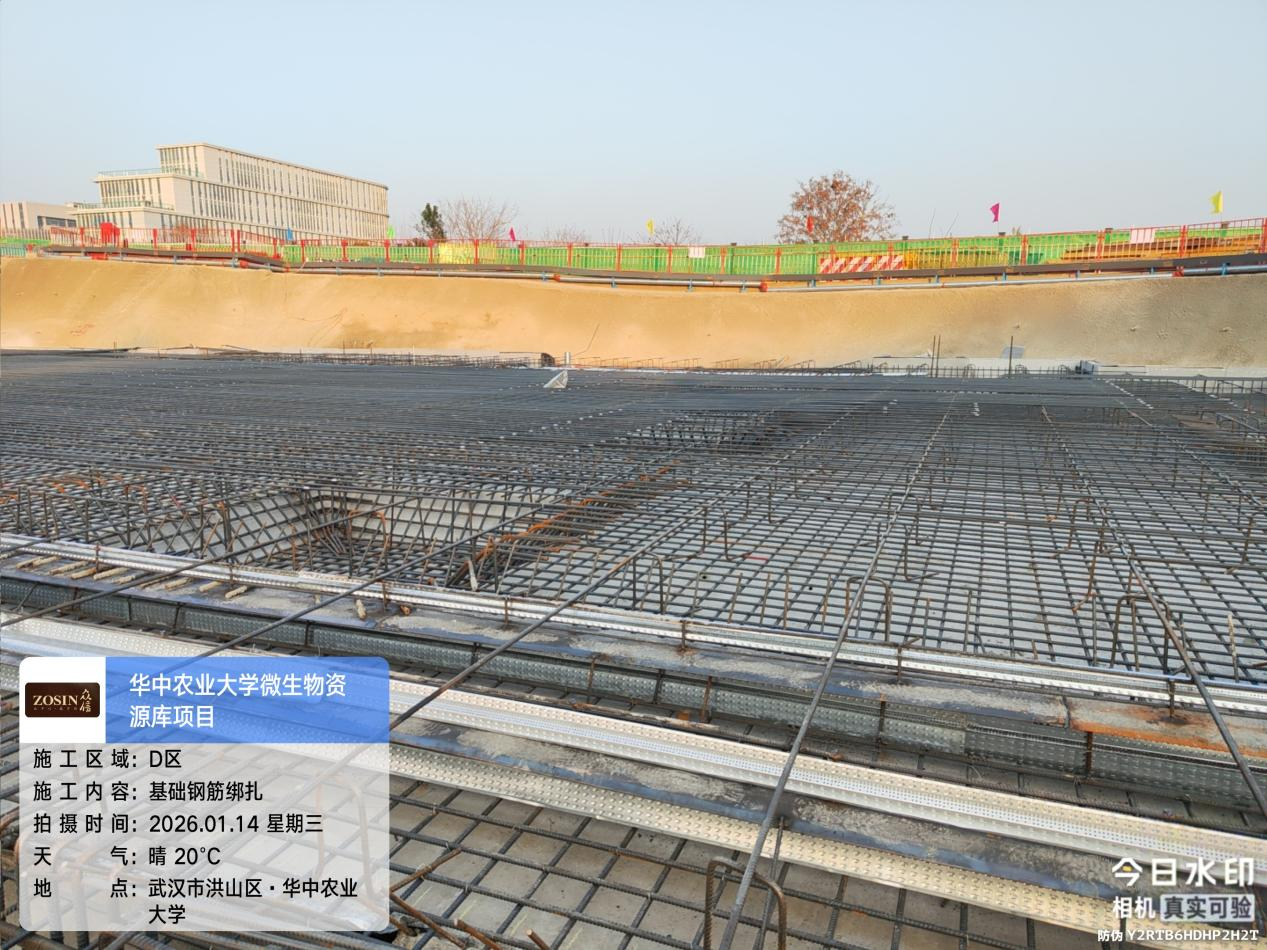 华中农业大学微生物资
源库项目
ZOSIN 众信
施工区域：D区
施工内容：基础钢筋绑扎
拍摄时间：2026.01.14 星期三
天气：晴 20℃
地点：武汉市洪山区·华中农业
大学
今日水印
相机 真实可验
防伪 Y2RTB6HDHP2H2T